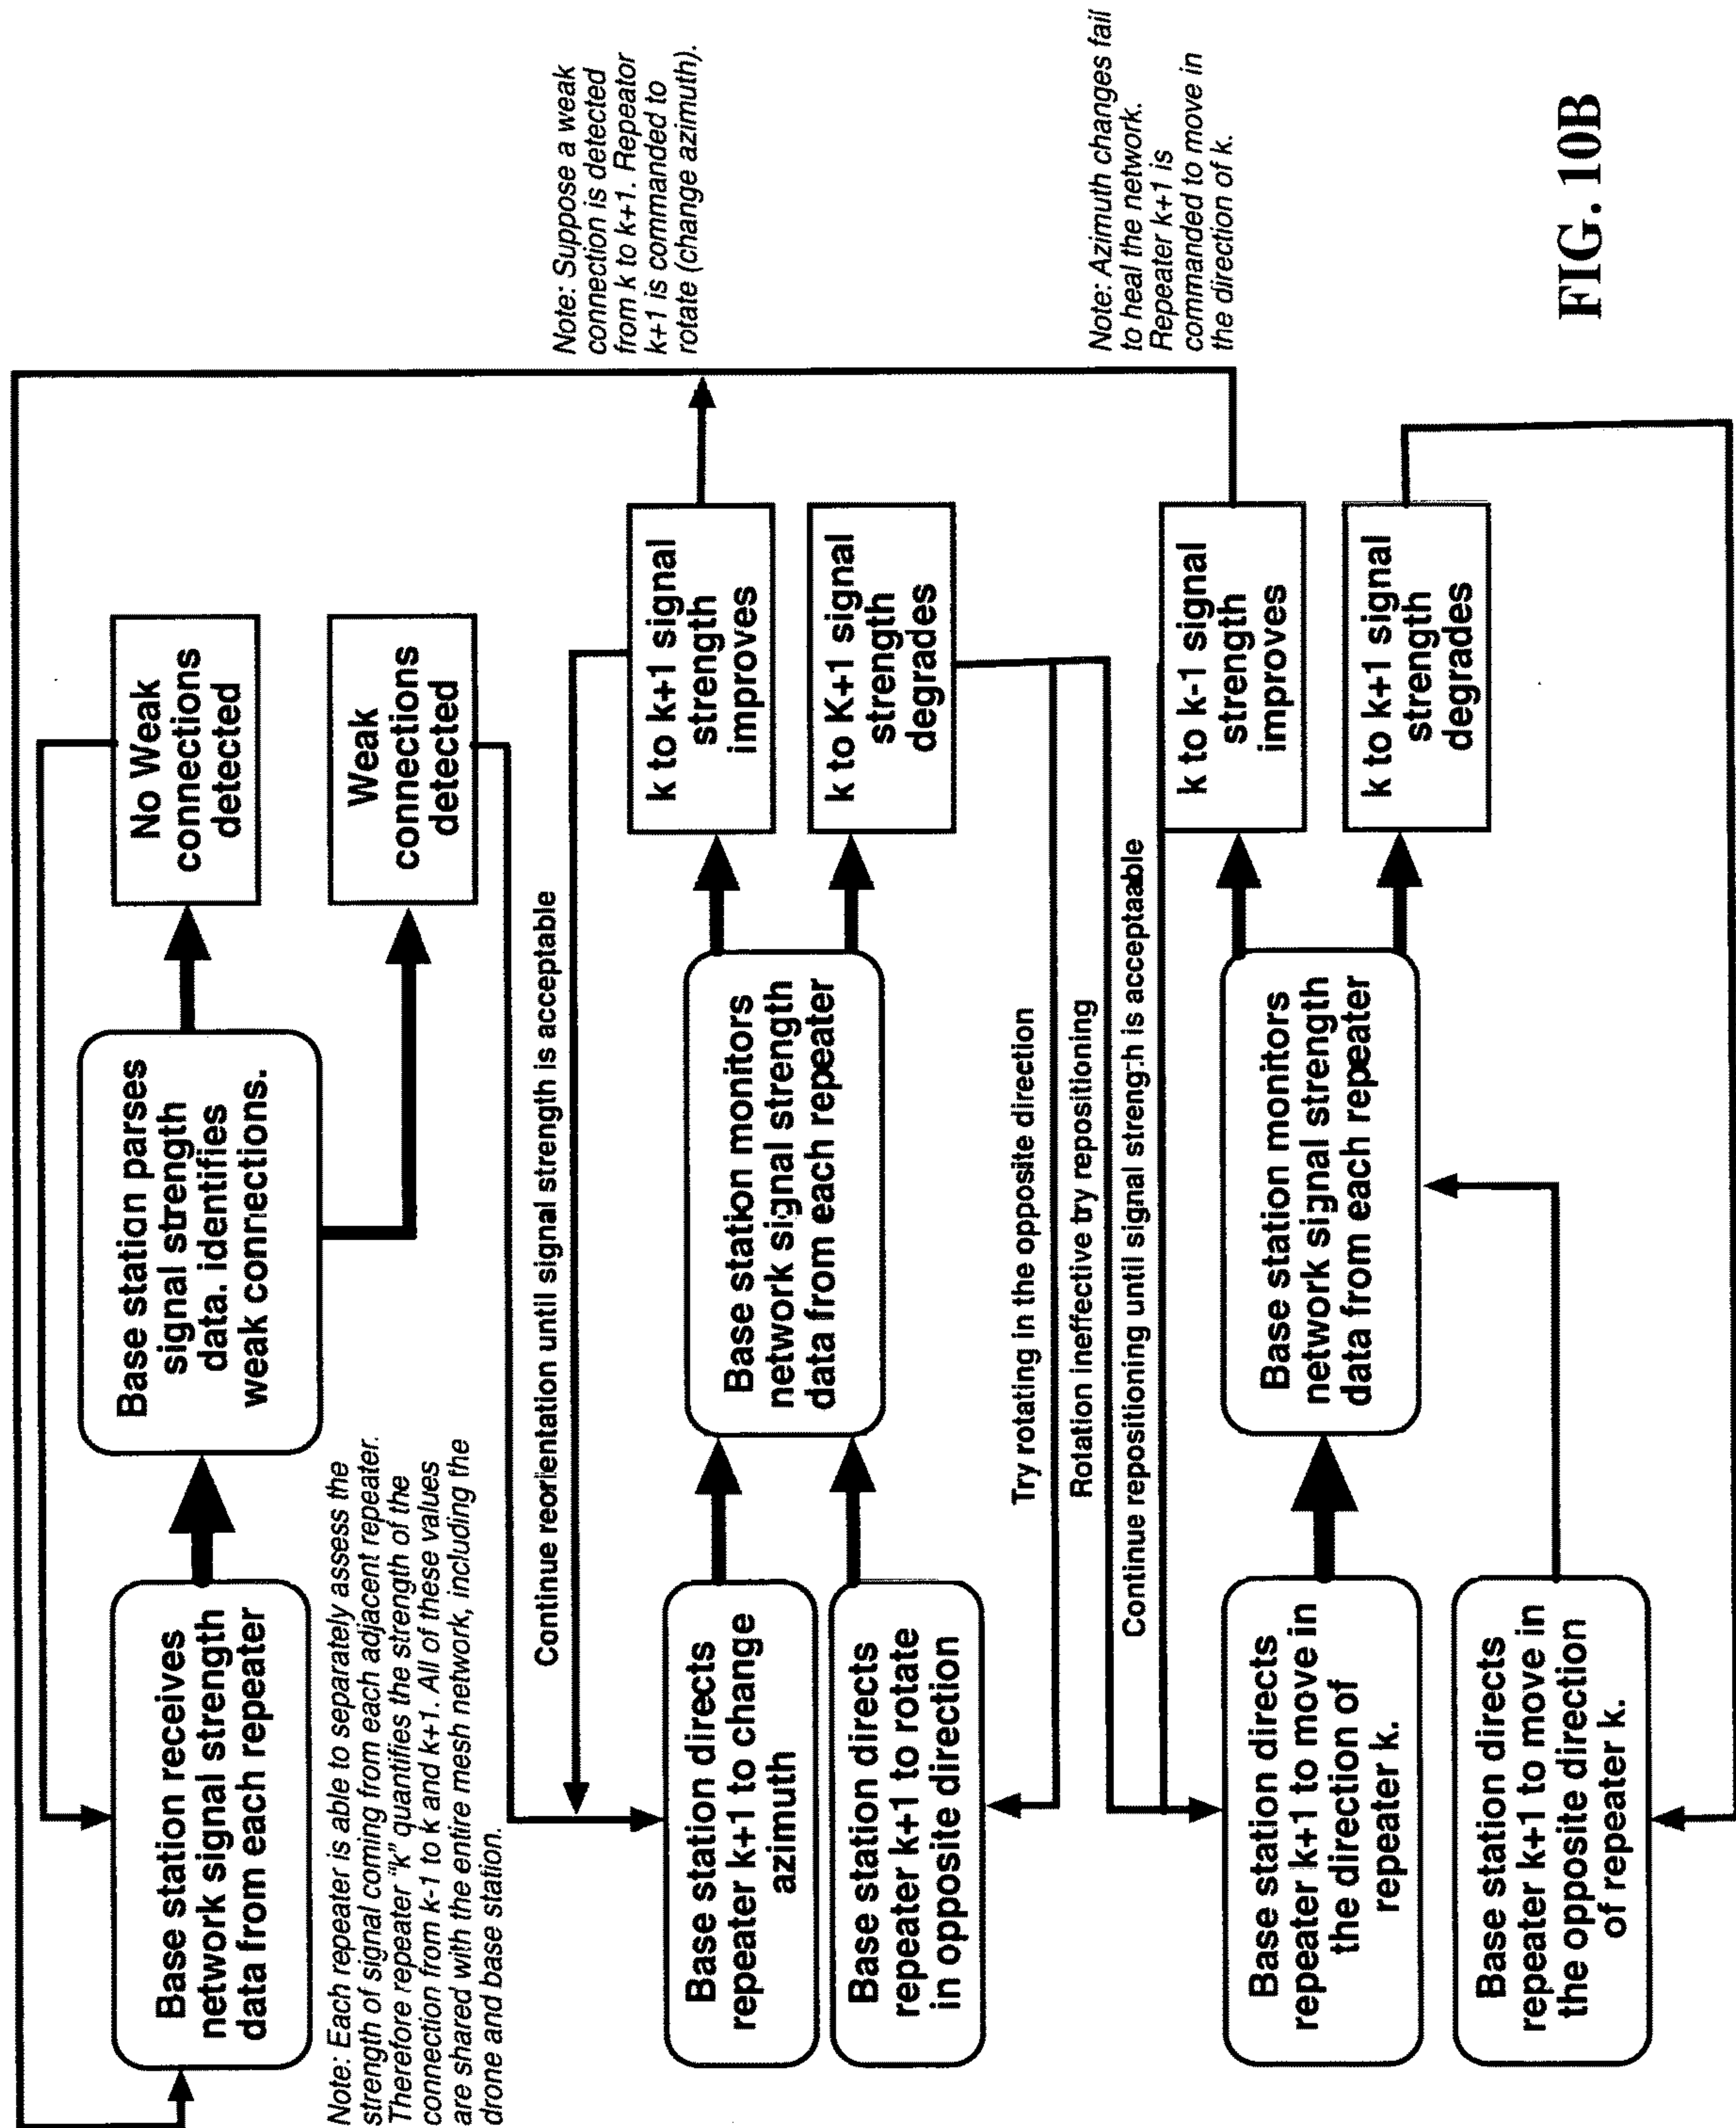 Base station receives
network signal strength
data from each repeater
Base station parses
signal strength
data. identifies
weak connections.
No Weak
connections
detected
Weak
connections
detected
Note: Each repeater is able to separately assess the
strength of signal coming from each adjacent repeater.
Therefore repeater "k" quantifies the strength of the
connection from k-1 to k and k+1. All of these values
are shared with the entire mesh network, including the
drone and base station.
Continue reorientation until signal strength is acceptable
Note: Suppose a weak
connection is detected
from k to k+1. Repeator
k+1 is commanded to
rotate (change azimuth).
Base station directs
repeater k+1 to change
azimuth
Base station directs
repeater k+1 to rotate
in opposite direction
Base station monitors
network signal strength
data from each repeater
k to k+1 signal
strength
improves
k to K+1 signal
strength
degrades
Try rotating in the opposite direction
Rotation ineffective try repositioning
Continue repositioning until signal strength is acceptable
Note: Azimuth changes fail
to heal the network.
Repeater k+1 is
commanded to move in
the direction of k.
Base station directs
repeater k+1 to move in
the direction of
repeater k.
Base station directs
repeater k+1 to move in
the opposite direction
of repeater k.
Base station monitors
network signal strength
data from each repeater
k to k-1 signal
strength
improves
k to k+1 signal
strength
degrades
FIG. 10B